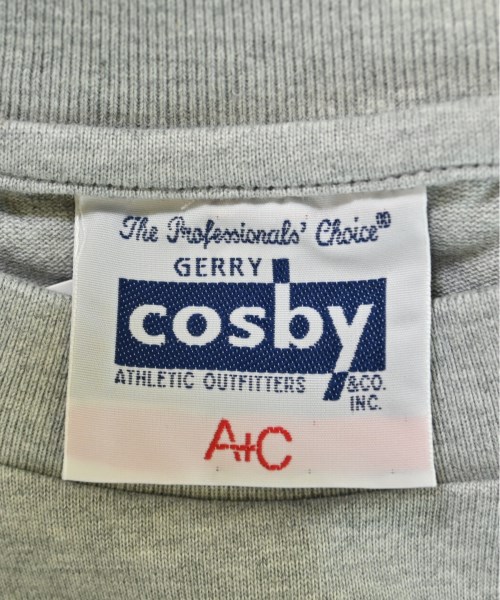 The Professionals' Choice®
GERRY
cosby
ATHLETIC OUTFITTERS &CO.
INC.
A+C